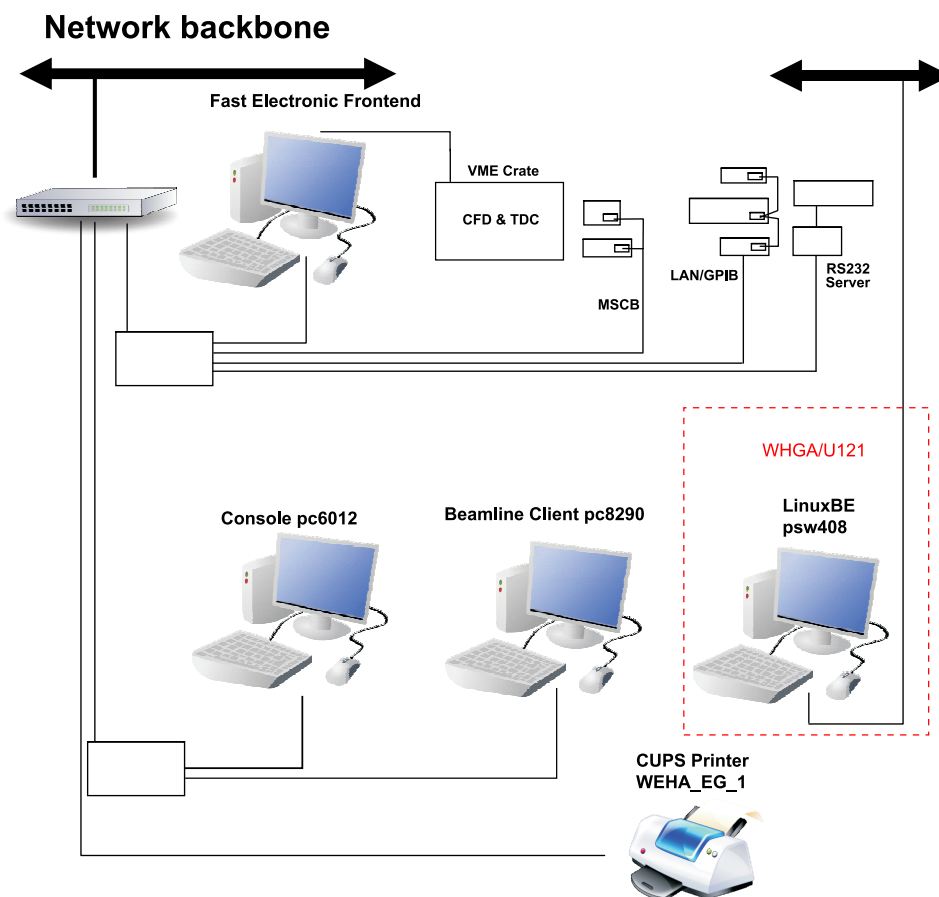 Network backbone
Fast Electronic Frontend
VME Crate
CFD & TDC
LAN/GPIB
RS232
Server
MSCB
WHGA/U121
Console pc6012
Beamline Client pc8290
LinuxBE
psw408
CUPS Printer
WEHA_EG_1